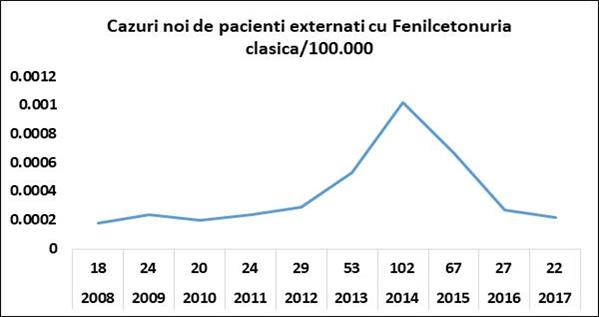 Cazuri noi de pacienti externati cu Fenilcetonuria
clasica/100.000
0.0012
0.001
0.0008
0.0006
0.0004
0.0002
0
18 24 20 24 29 53 102 67 27 22
2008 2009 2010 2011 2012 2013 2014 2015 2016 2017